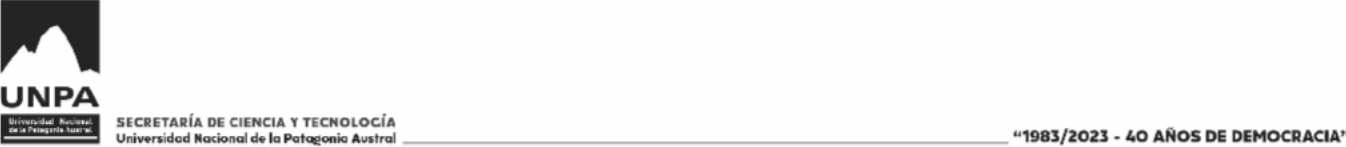 UNPA
Universidad Nacional
de la Patagonia Austral
SECRETARÍA DE CIENCIA Y TECNOLOGÍA
Universidad Nacional de la Patagonia Austral
“1983/2023 - 40 AÑOS DE DEMOCRACIA”